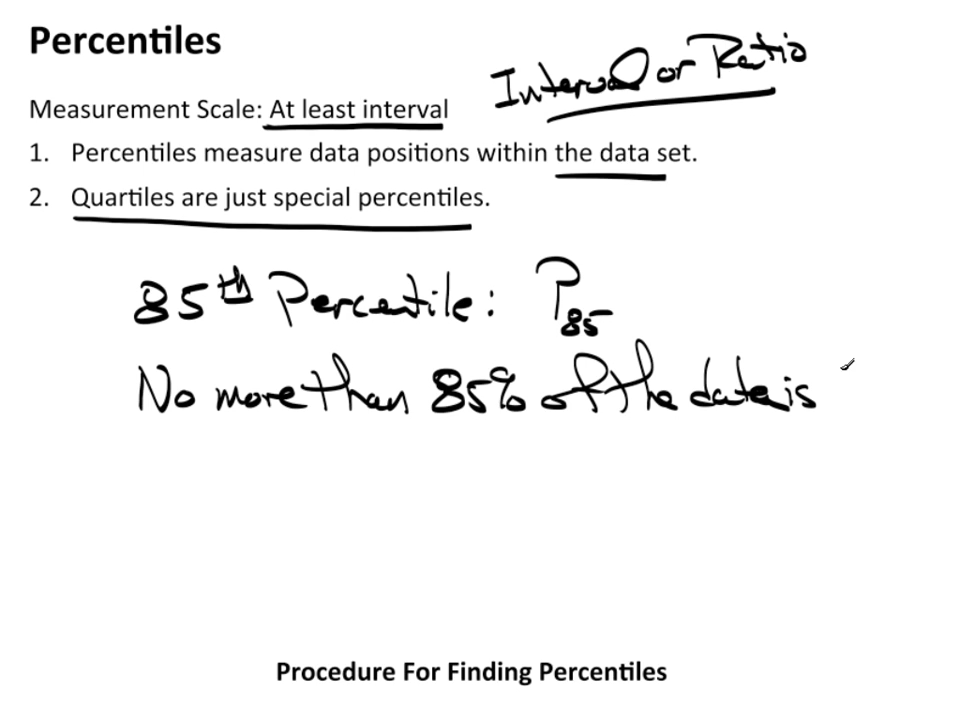 Percentiles
Interval or Ratio
Measurement Scale: At least interval
1. Percentiles measure data positions within the data set.
2. Quartiles are just special percentiles.
85th Percentile: P85
No more than 85% of the data is
Procedure For Finding Percentiles